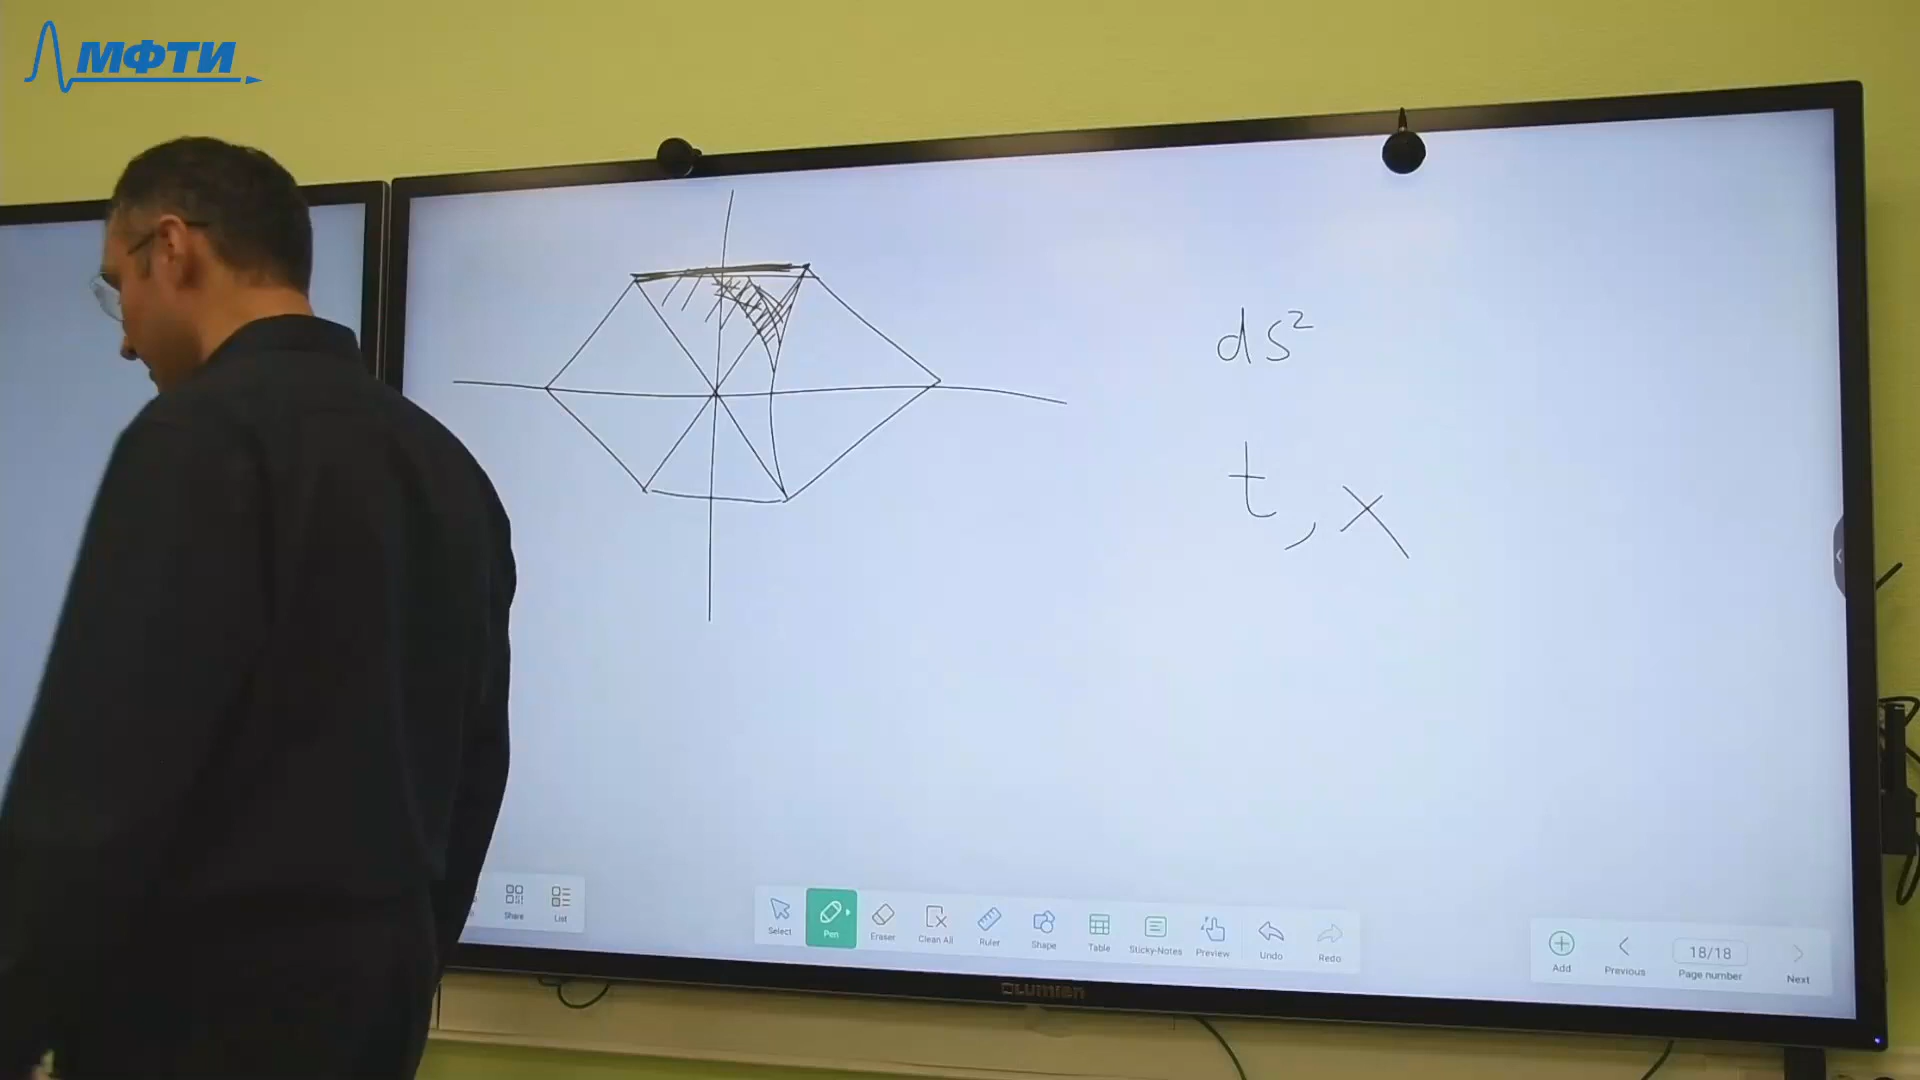 МФТИ
ds²
t, x
Share
List
Select
Pen
Eraser
Clean All
Ruler
Shape
Table
Sticky-Notes
Preview
Undo
Redo
Add
Previous
18/18
Page number
Next
Lumien